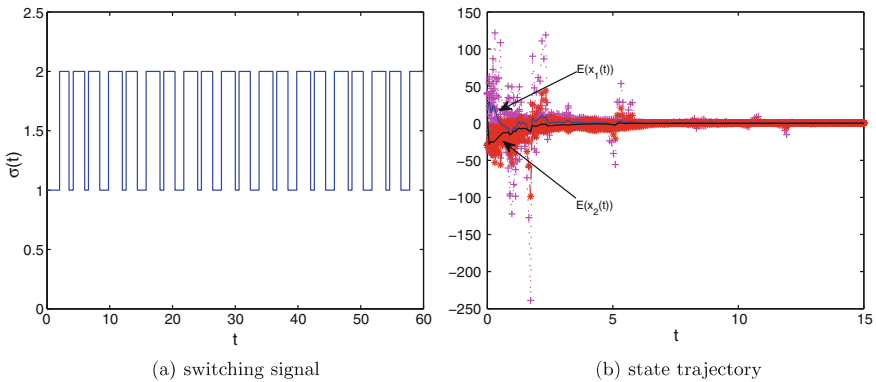 2.5
2
1.5
1
0.5
0
σ(t)
0 10 20 30 40 50 60
t
(a) switching signal
150
100
50
0
−50
−100
−150
−200
−250
E(x₁(t))
E(x₂(t))
0 5 10 15
t
(b) state trajectory